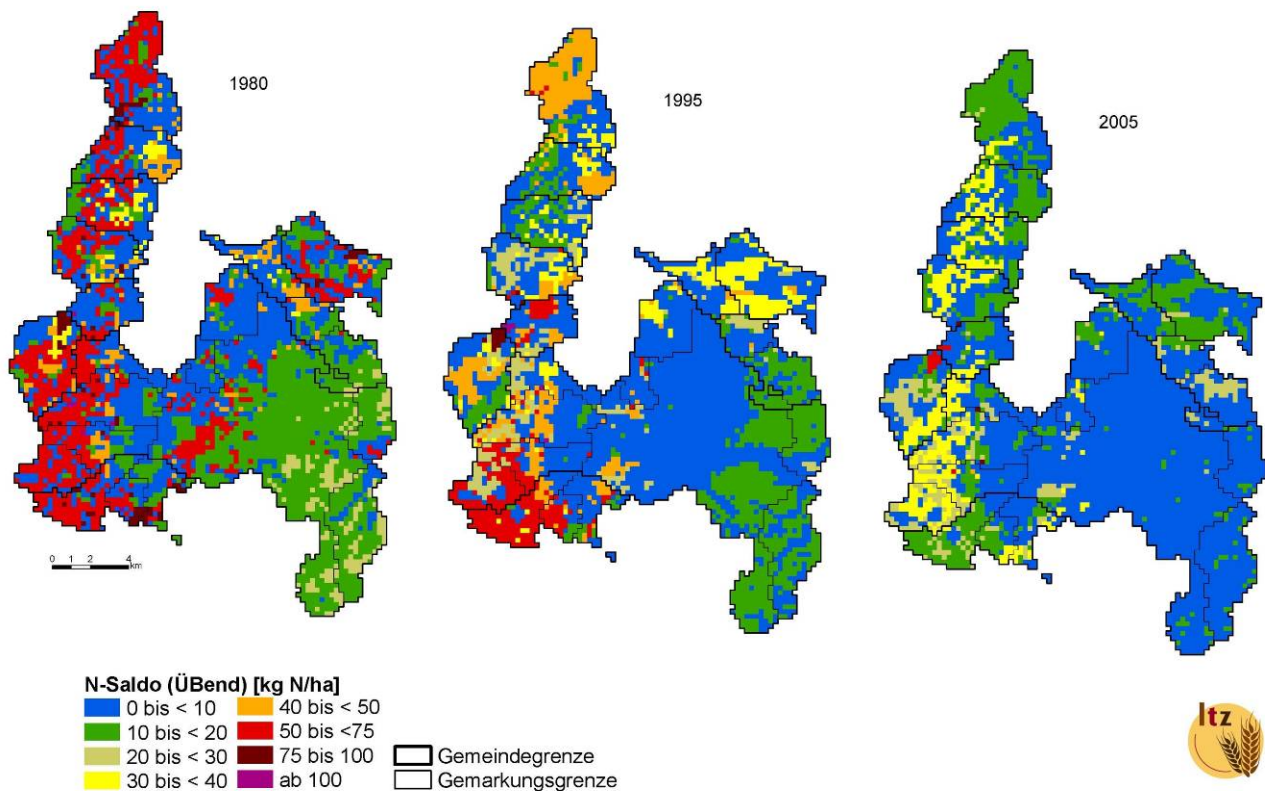 1980
1995
2005
0 1 2 4
km
N-Saldo (ÜBend) [kg N/ha]
0 bis < 10
10 bis < 20
20 bis < 30
30 bis < 40
40 bis < 50
50 bis <75
75 bis 100
ab 100
Gemeindegrenze
Gemarkungsgrenze
ltz